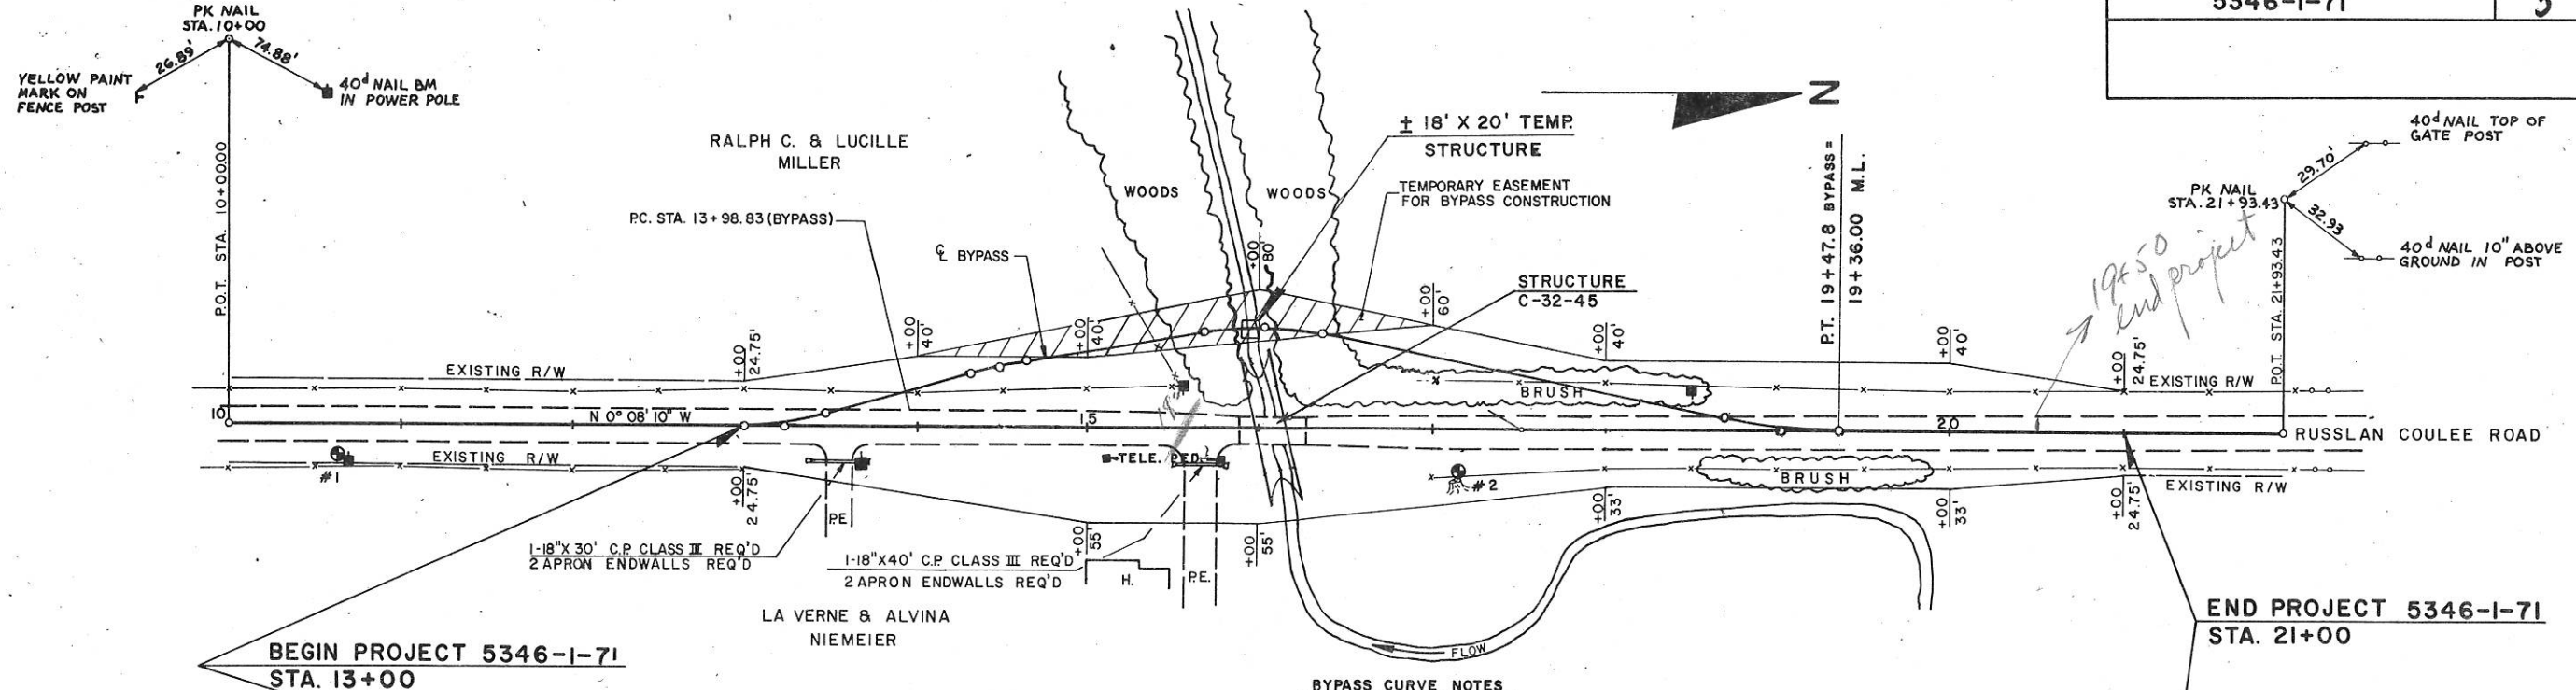 5346-1-71
PK NAIL
STA. 10+00
26.89'
74.88'
YELLOW PAINT
MARK ON
FENCE POST
40d NAIL BM
IN POWER POLE
P.O.T. STA. 10+00.00
RALPH C. & LUCILLE
MILLER
P.C. STA. 13+98.83 (BYPASS)
℄ BYPASS
WOODS
WOODS
± 18' X 20' TEMP.
STRUCTURE
TEMPORARY EASEMENT
FOR BYPASS CONSTRUCTION
STRUCTURE
C-32-45
N
P.T. 19+47.8 BYPASS =
19+36.00 M.L.
40d NAIL TOP OF
GATE POST
29.70'
PK NAIL
STA. 21+93.43
32.93
40d NAIL 10" ABOVE
GROUND IN POST
P.O.T. STA. 21+93.43
19+50
end project
+00
24.75'
+00
40'
+00
40'
+00
80'
+00
60'
+00
40'
+00
40'
+00
24.75'
EXISTING R/W
EXISTING R/W
BRUSH
10
N 0° 08' 10" W
15
20
RUSSLAN COULEE ROAD
EXISTING R/W
#1
TELE. PED.
#2
BRUSH
EXISTING R/W
+00
24.75'
P.E.
+00
55'
+00
55'
+00
33'
+00
33'
+00
24.75'
1-18"X 30' C.P. CLASS III REQ'D
2 APRON ENDWALLS REQ'D
1-18"X40' C.P. CLASS III REQ'D
2 APRON ENDWALLS REQ'D
H.
P.E.
LA VERNE & ALVINA
NIEMEIER
FLOW
BEGIN PROJECT 5346-1-71
STA. 13+00
END PROJECT 5346-1-71
STA. 21+00
BYPASS CURVE NOTES